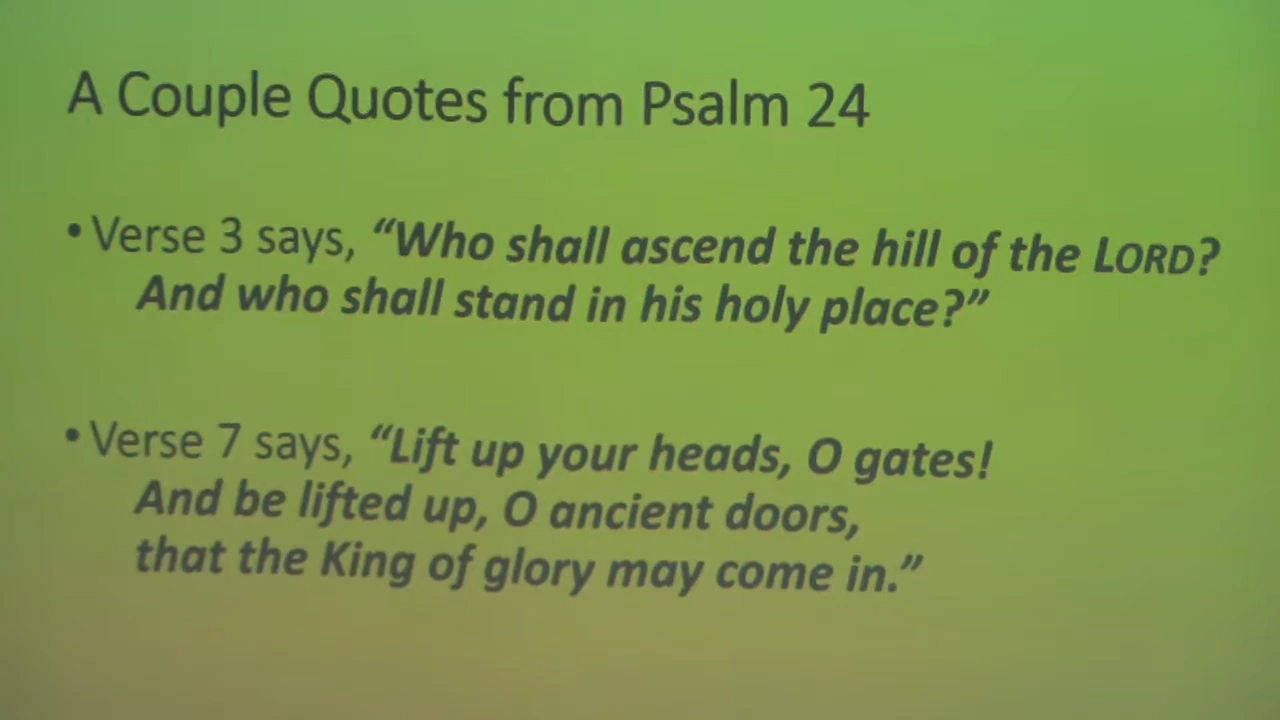 A Couple Quotes from Psalm 24
• Verse 3 says, “Who shall ascend the hill of the LORD?
And who shall stand in his holy place?”
• Verse 7 says, “Lift up your heads, O gates!
And be lifted up, O ancient doors,
that the King of glory may come in.”